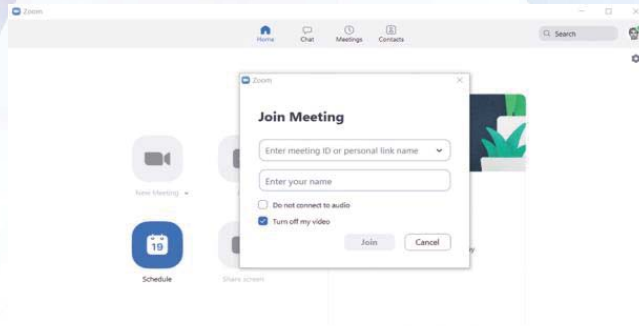 Zoom
Home
Chat
Meetings
Contacts
Search
Zoom
Join Meeting
Enter meeting ID or personal link name
Enter your name
Do not connect to audio
Turn off my video
Join
Cancel
New Meeting
19
Schedule
Share screen